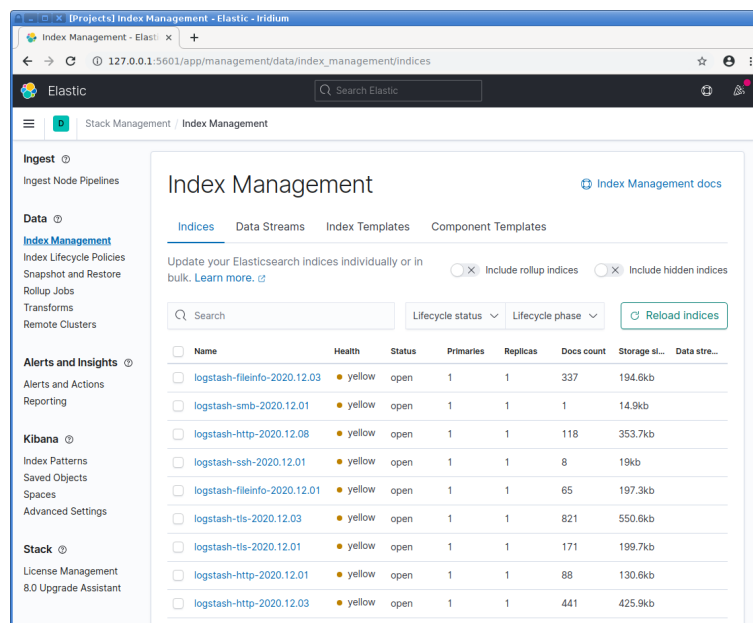 [Projects] Index Management - Elastic - Iridium
Index Management - Elasti
127.0.0.1:5601/app/management/data/index_management/indices
Elastic
Search Elastic
D
Stack Management / Index Management
Ingest
Ingest Node Pipelines
Data
Index Management
Index Lifecycle Policies
Snapshot and Restore
Rollup Jobs
Transforms
Remote Clusters
Alerts and Insights
Alerts and Actions
Reporting
Kibana
Index Patterns
Saved Objects
Spaces
Advanced Settings
Stack
License Management
8.0 Upgrade Assistant
Index Management
Index Management docs
Indices Data Streams Index Templates Component Templates
Update your Elasticsearch indices individually or in
bulk. Learn more.
Include rollup indices Include hidden indices
Search
Lifecycle status Lifecycle phase Reload indices
Name Health Status Primaries Replicas Docs count Storage si... Data stre...
logstash-fileinfo-2020.12.03 yellow open 1 1 337 194.6kb
logstash-smb-2020.12.01 yellow open 1 1 1 14.9kb
logstash-http-2020.12.08 yellow open 1 1 118 353.7kb
logstash-ssh-2020.12.01 yellow open 1 1 8 19kb
logstash-fileinfo-2020.12.01 yellow open 1 1 65 197.3kb
logstash-tls-2020.12.03 yellow open 1 1 821 550.6kb
logstash-tls-2020.12.01 yellow open 1 1 171 199.7kb
logstash-http-2020.12.01 yellow open 1 1 88 130.6kb
logstash-http-2020.12.03 yellow open 1 1 441 425.9kb